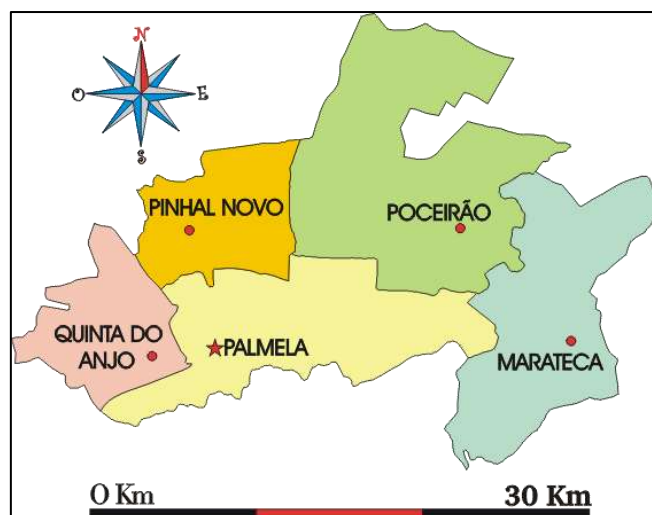 N
O
E
S
PINHAL NOVO
POCEIRÃO
QUINTA DO
ANJO
PALMELA
MARATECA
0 Km
30 Km